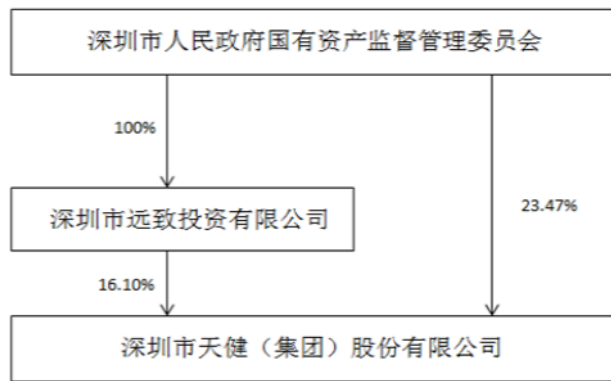 深圳市人民政府国有资产监督管理委员会
100%
深圳市远致投资有限公司
23.47%
16.10%
深圳市天健（集团）股份有限公司